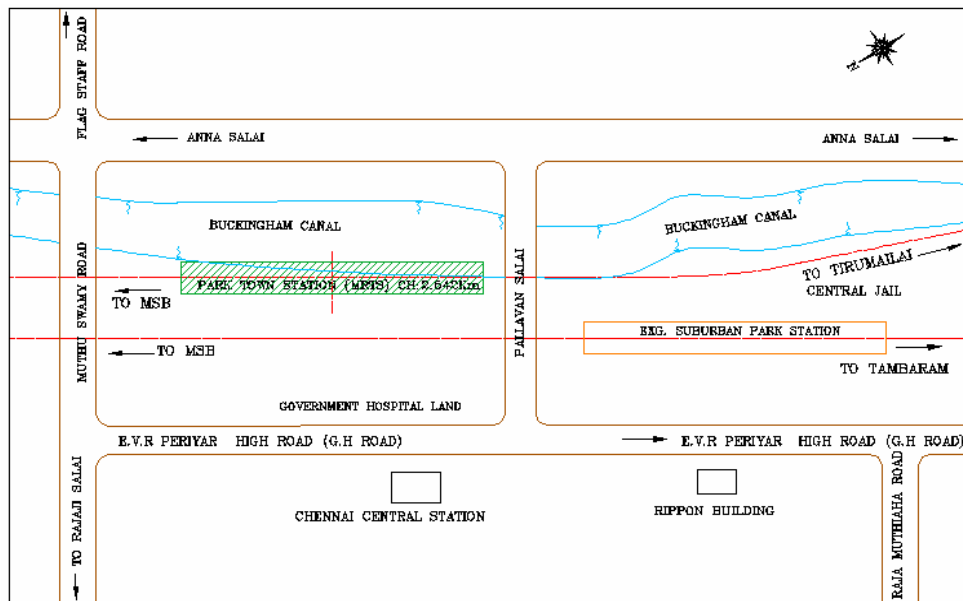 FLAG STAFF ROAD
N
ANNA SALAI
ANNA SALAI
BUCKINGHAM CANAL
BUCKINGHAM CANAL
MUTHU SWAMY ROAD
PALLAVAN SALAI
TO TIRUMAILAI
CENTRAL JAIL
PARK TOWN STATION (MRTS) CH:2.642Km
TO MSB
EXG. SUBURBAN PARK STATION
TO MSB
TO TAMBARAM
GOVERNMENT HOSPITAL LAND
E.V.R PERIYAR HIGH ROAD (G.H ROAD)
E.V.R PERIYAR HIGH ROAD (G.H ROAD)
TO RAJAJI SALAI
CHENNAI CENTRAL STATION
RIPPON BUILDING
RAJA MUTHIAHA ROAD